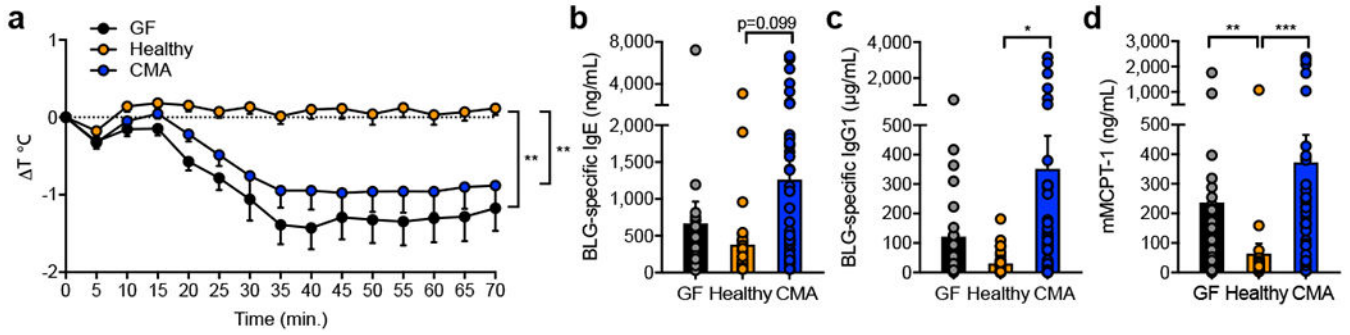 a
GF
Healthy
CMA
1
0
−1
−2
ΔT °C
0 5 10 15 20 25 30 35 40 45 50 55 60 65 70
Time (min.)
**
**
b
p=0.099
8,000
6,000
4,000
2,000
2,000
1,500
1,000
500
0
BLG-specific IgE (ng/mL)
GF Healthy CMA
c
*
4,000
2,000
500
400
300
200
100
0
BLG-specific IgG1 (µg/mL)
GF Healthy CMA
d
** ***
3,000
2,000
1,000
500
400
300
200
100
0
mMCPT-1 (ng/mL)
GF Healthy CMA